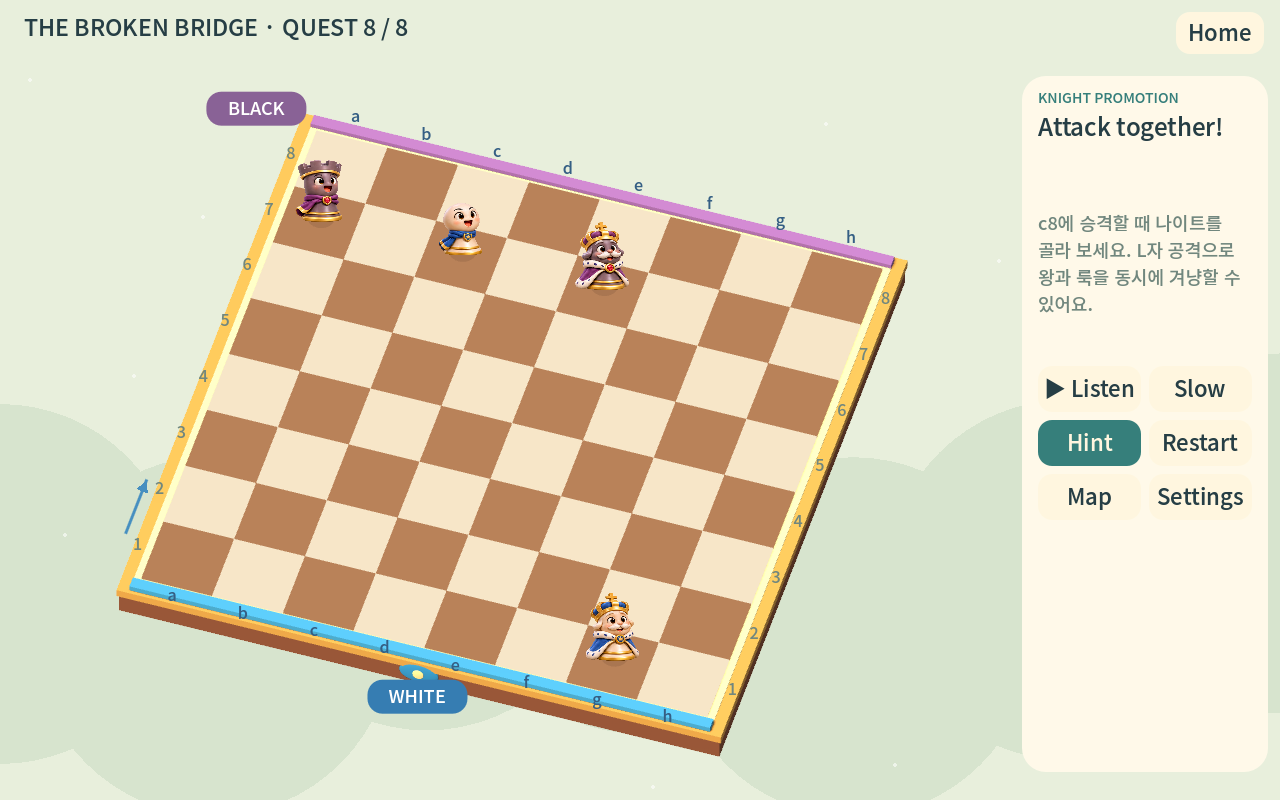 THE BROKEN BRIDGE · QUEST 8 / 8
Home
BLACK
a b c d e f g h
8
7
6
5
4
3
2
1
8
7
6
5
4
3
2
1
a b c d e f g h
WHITE
KNIGHT PROMOTION
Attack together!
c8에 승격할 때 나이트를
골라 보세요. L자 공격으로
왕과 룩을 동시에 겨냥할 수
있어요.
▶ Listen
Slow
Hint
Restart
Map
Settings